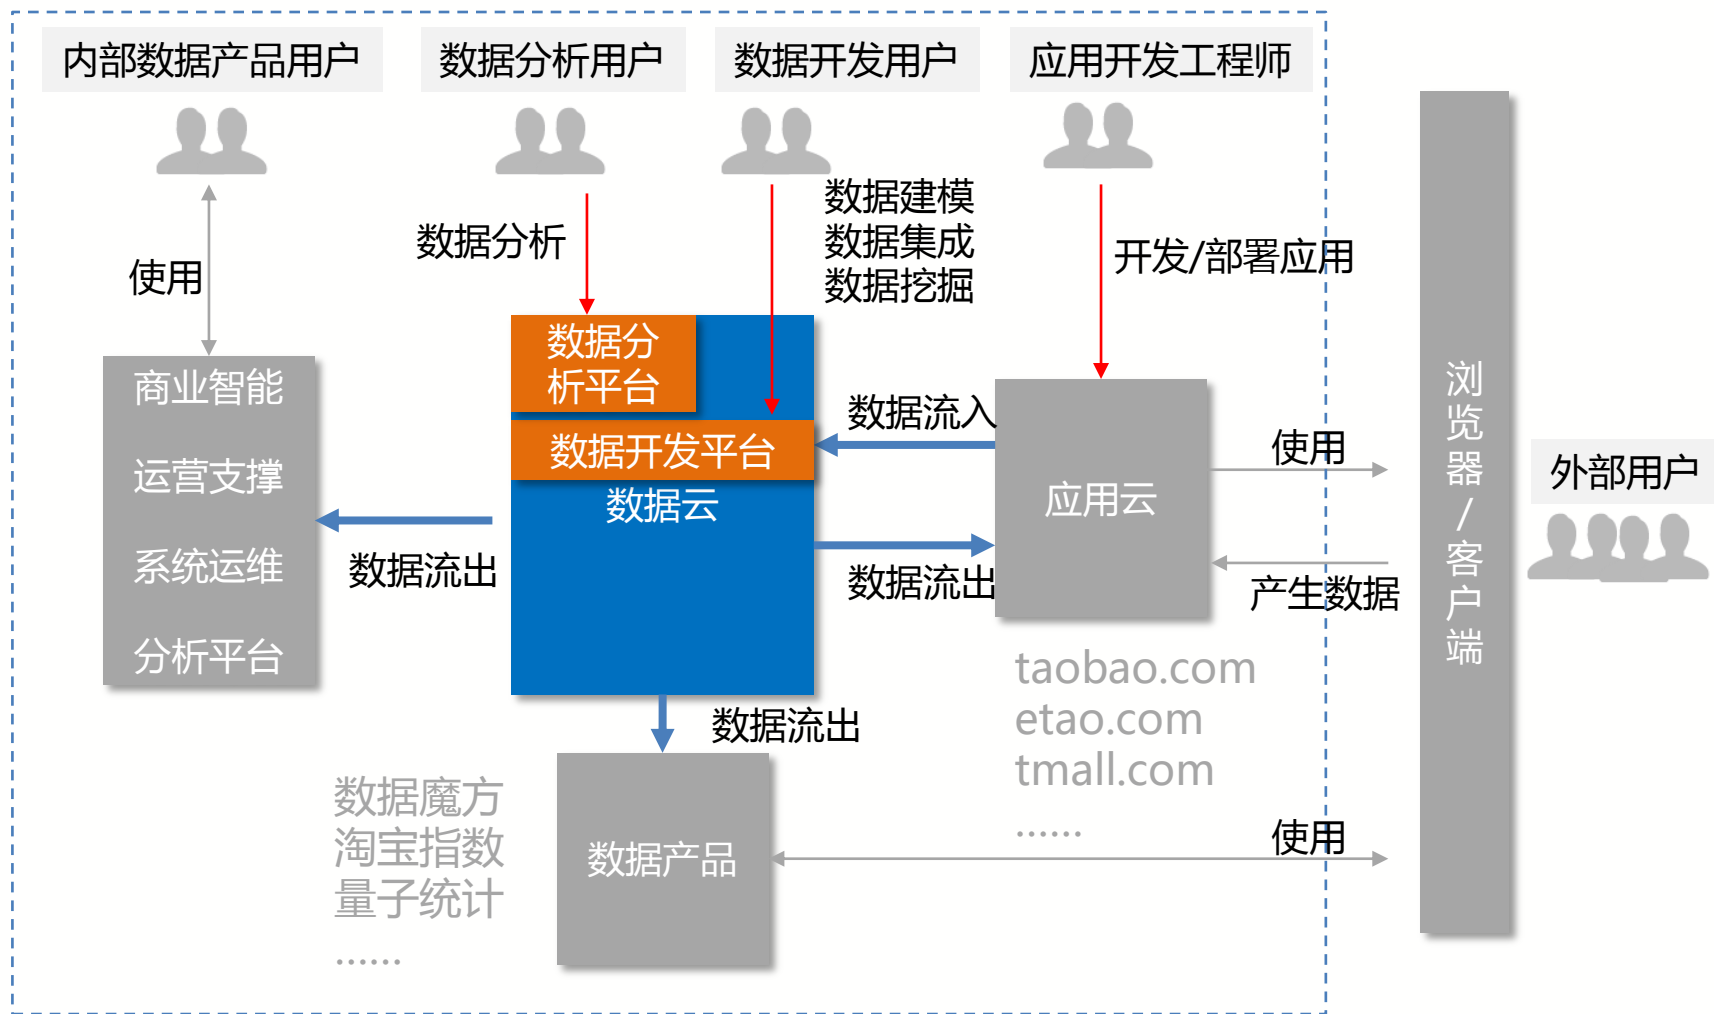 内部数据产品用户
数据分析用户
数据开发用户
应用开发工程师
数据建模
数据集成
数据挖掘
数据分析
开发/部署应用
使用
数据分
析平台
商业智能
运营支撑
系统运维
分析平台
数据开发平台
数据云
数据流入
数据流出
数据流出
应用云
使用
产生数据
浏览器/客户端
外部用户
taobao.com
etao.com
tmall.com
......
数据流出
数据魔方
淘宝指数
量子统计
......
数据产品
使用